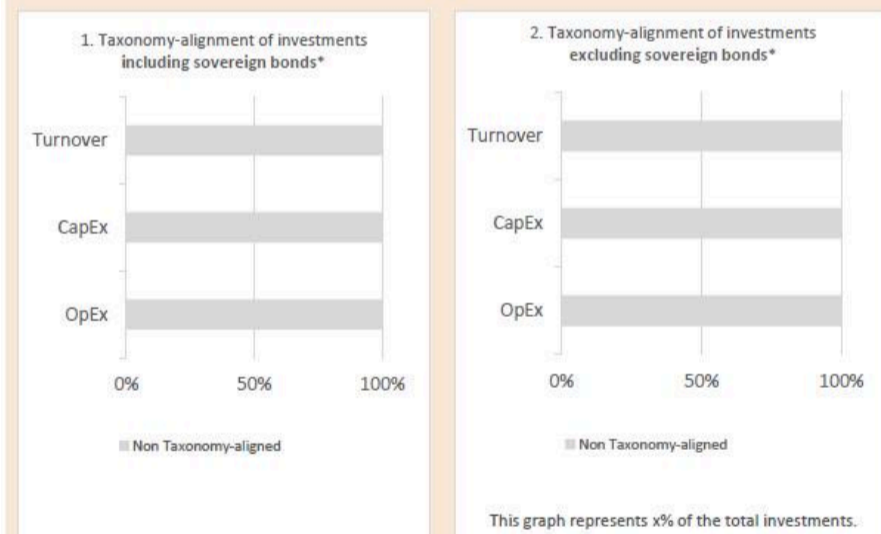 1. Taxonomy-alignment of investments
including sovereign bonds*
Turnover
CapEx
OpEx
0% 50% 100%
Non Taxonomy-aligned
2. Taxonomy-alignment of investments
excluding sovereign bonds*
Turnover
CapEx
OpEx
0% 50% 100%
Non Taxonomy-aligned
This graph represents x% of the total investments.